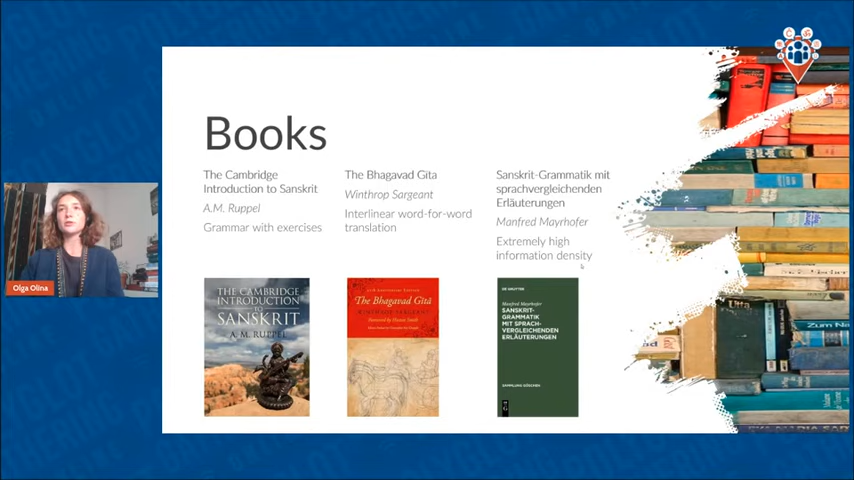 Books
The Cambridge
Introduction to Sanskrit
A.M. Ruppel
Grammar with exercises
The Bhagavad Gita
Winthrop Sargeant
Interlinear word-for-word
translation
Sanskrit-Grammatik mit
sprachvergleichenden
Erläuterungen
Manfred Mayrhofer
Extremely high
information density
Olga Olina
THE CAMBRIDGE
INTRODUCTION
TO
SANSKRIT
A. M. RUPPEL
The Bhagavad Gītā
WINTHROP SARGEANT
DE GRUYTER
Manfred Mayrhofer
SANSKRIT-
GRAMMATIK
MIT SPRACH-
VERGLEICHENDEN
ERLÄUTERUNGEN
SAMMLUNG GÖSCHEN